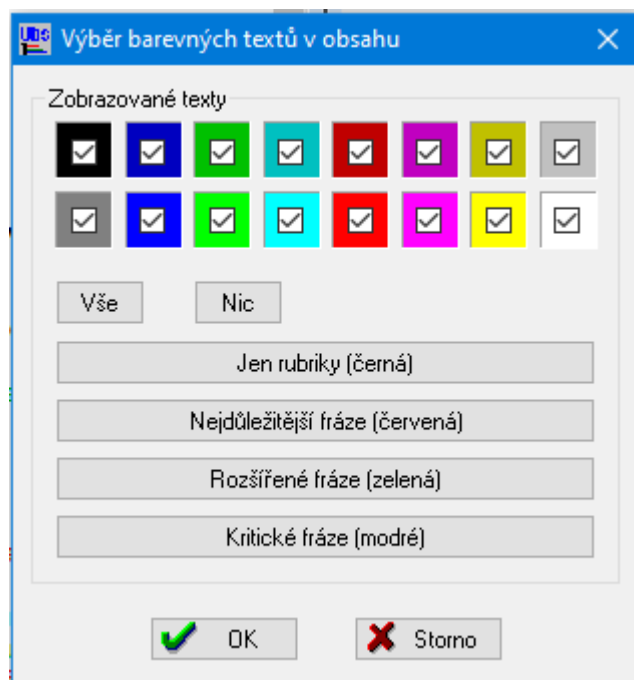 Výběr barevných textů v obsahu
Zobrazované texty
Vše Nic
Jen rubriky (černá)
Nejdůležitější fráze (červená)
Rozšířené fráze (zelená)
Kritické fráze (modré)
OK Storno